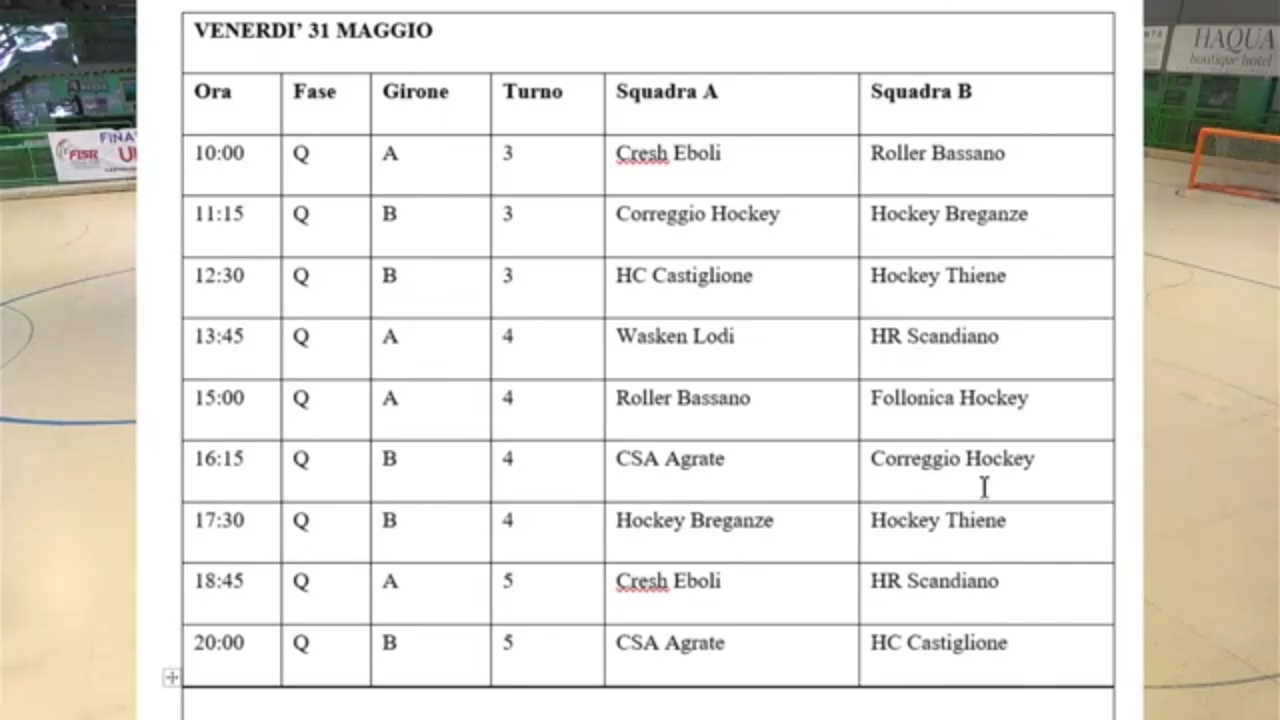 VENERDI’ 31 MAGGIO
Ora Fase Girone Turno Squadra A Squadra B
10:00 Q A 3 Cresh Eboli Roller Bassano
11:15 Q B 3 Correggio Hockey Hockey Breganze
12:30 Q B 3 HC Castiglione Hockey Thiene
13:45 Q A 4 Wasken Lodi HR Scandiano
15:00 Q A 4 Roller Bassano Follonica Hockey
16:15 Q B 4 CSA Agrate Correggio Hockey
17:30 Q B 4 Hockey Breganze Hockey Thiene
18:45 Q A 5 Cresh Eboli HR Scandiano
20:00 Q B 5 CSA Agrate HC Castiglione
FISR
HAQUA
boutique hotel